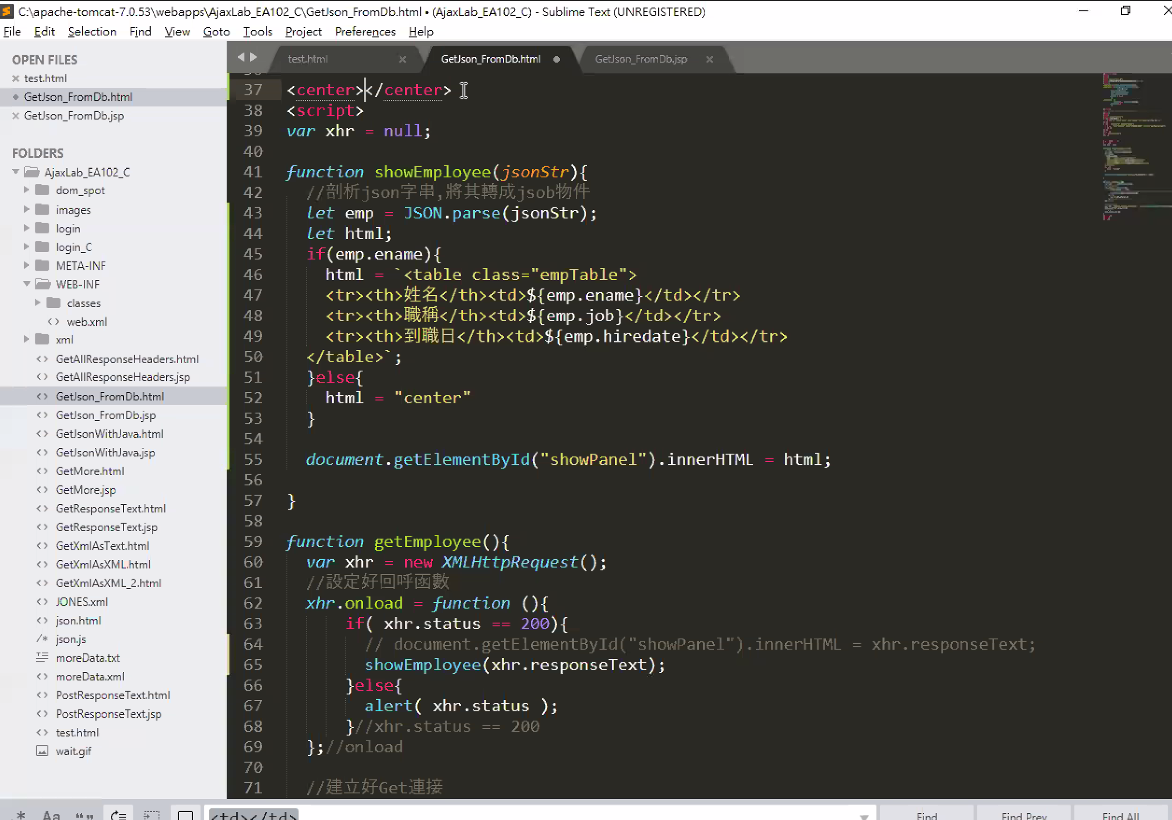 C:\apache-tomcat-7.0.53\webapps\AjaxLab_EA102_C\GetJson_FromDb.html • (AjaxLab_EA102_C) - Sublime Text (UNREGISTERED)
File Edit Selection Find View Goto Tools Project Preferences Help
OPEN FILES
test.html
GetJson_FromDb.html
GetJson_FromDb.jsp
FOLDERS
AjaxLab_EA102_C
dom_spot
images
login
login_C
META-INF
WEB-INF
classes
web.xml
xml
GetAllResponseHeaders.html
GetAllResponseHeaders.jsp
GetJson_FromDb.html
GetJson_FromDb.jsp
GetJsonWithJava.html
GetJsonWithJava.jsp
GetMore.html
GetMore.jsp
GetResponseText.html
GetResponseText.jsp
GetXmlAsText.html
GetXmlAsXML.html
GetXmlAsXML_2.html
JONES.xml
json.html
json.js
moreData.txt
moreData.xml
PostResponseText.html
PostResponseText.jsp
test.html
wait.gif
test.html GetJson_FromDb.html GetJson_FromDb.jsp
37 <center></center>
38 <script>
39 var xhr = null;
40
41 function showEmployee(jsonStr){
42 //剖析json字串,將其轉成jsob物件
43 let emp = JSON.parse(jsonStr);
44 let html;
45 if(emp.ename){
46 html = `<table class="empTable">
47 <tr><th>姓名</th><td>${emp.ename}</td></tr>
48 <tr><th>職稱</th><td>${emp.job}</td></tr>
49 <tr><th>到職日</th><td>${emp.hiredate}</td></tr>
50 </table>`;
51 }else{
52 html = "center"
53 }
54
55 document.getElementById("showPanel").innerHTML = html;
56
57 }
58
59 function getEmployee(){
60 var xhr = new XMLHttpRequest();
61 //設定好回呼函數
62 xhr.onload = function (){
63 if( xhr.status == 200){
64 // document.getElementById("showPanel").innerHTML = xhr.responseText;
65 showEmployee(xhr.responseText);
66 }else{
67 alert( xhr.status );
68 }//xhr.status == 200
69 };//onload
70
71 //建立好Get連接
Aa <td></td> Find Find Prev Find All